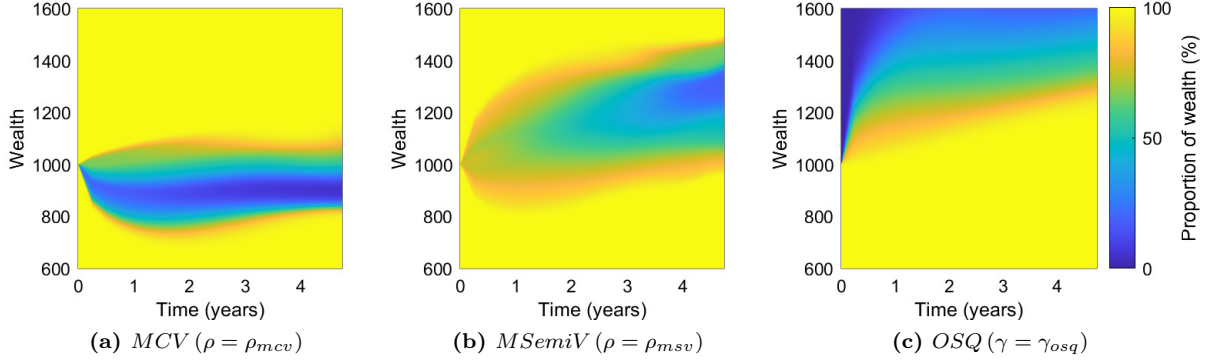 1600
1400
1200
1000
800
600
Wealth
0 1 2 3 4
Time (years)
(a) MCV (ρ = ρmcv)
1600
1400
1200
1000
800
600
Wealth
0 1 2 3 4
Time (years)
(b) MSemiV (ρ = ρmsv)
1600
1400
1200
1000
800
600
Wealth
0 1 2 3 4
Time (years)
(c) OSQ (γ = γosq)
100
50
0
Proportion of wealth (%)